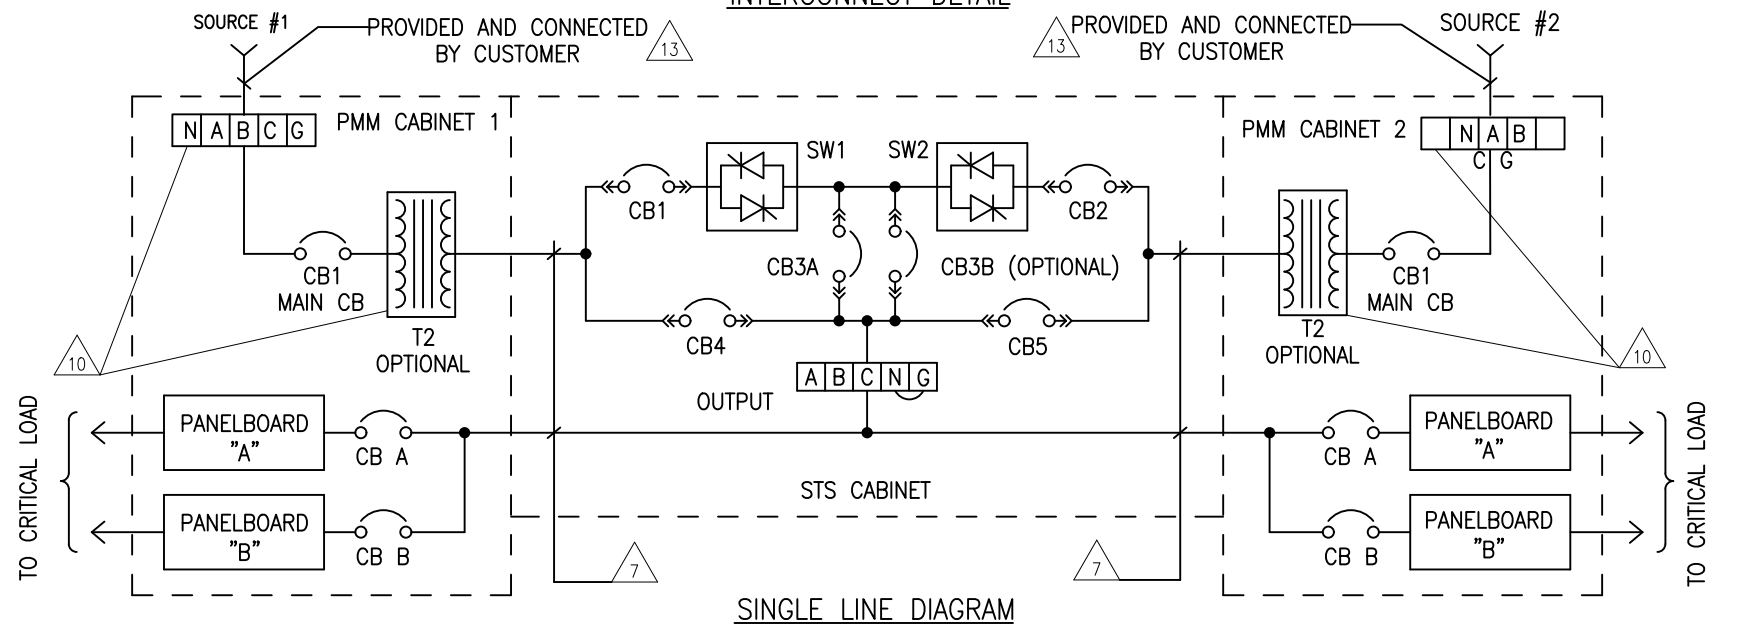 INTERCONNECT DETAIL
SOURCE #1
PROVIDED AND CONNECTED
BY CUSTOMER
13
13
PROVIDED AND CONNECTED
BY CUSTOMER
SOURCE #2
N A B C G
PMM CABINET 1
PMM CABINET 2
N A B
C G
SW1
SW2
CB1
CB2
CB3A
CB3B (OPTIONAL)
CB1
MAIN CB
CB1
MAIN CB
T2
OPTIONAL
T2
OPTIONAL
CB4
CB5
10
10
A B C N G
OUTPUT
TO CRITICAL LOAD
PANELBOARD
"A"
CB A
CB A
PANELBOARD
"A"
TO CRITICAL LOAD
STS CABINET
PANELBOARD
"B"
CB B
CB B
PANELBOARD
"B"
7
7
SINGLE LINE DIAGRAM